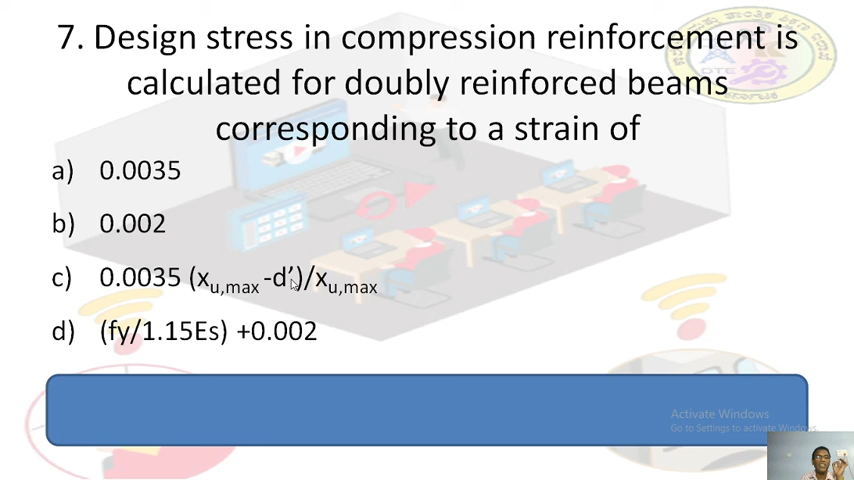 7. Design stress in compression reinforcement is
calculated for doubly reinforced beams
corresponding to a strain of
a) 0.0035
b) 0.002
c) 0.0035 (xu,max -d’)/xu,max
d) (fy/1.15Es) +0.002
Activate Windows
Go to Settings to activate Windows.
DTE